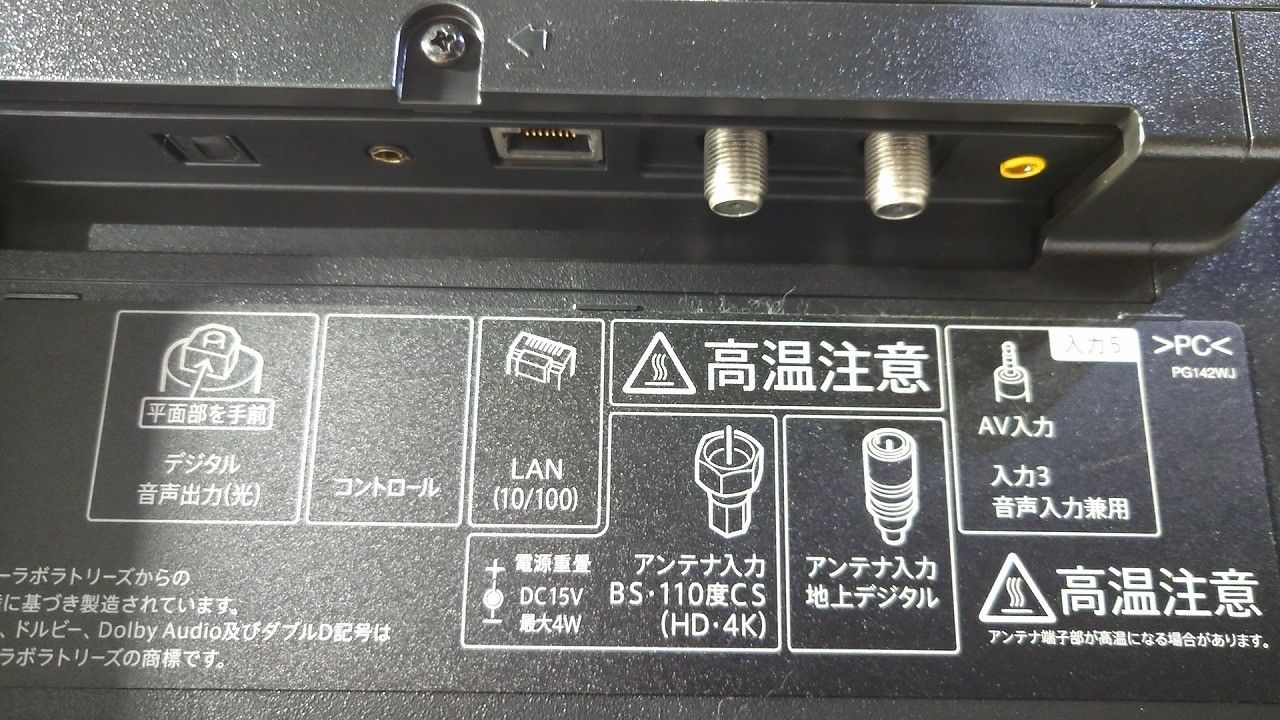 平面部を手前
デジタル
音声出力(光)
コントロール
LAN
(10/100)
高温注意
電源重畳
DC15V
最大4W
アンテナ入力
BS・110度CS
(HD・4K)
アンテナ入力
地上デジタル
入力5
AV入力
入力3
音声入力兼用
>PC<
PG142WJ
高温注意
アンテナ端子部が高温になる場合があります。
ーラボラトリーズからの
に基づき製造されています。
、ドルビー、Dolby Audio及びダブルD記号は
ラボラトリーズの商標です。